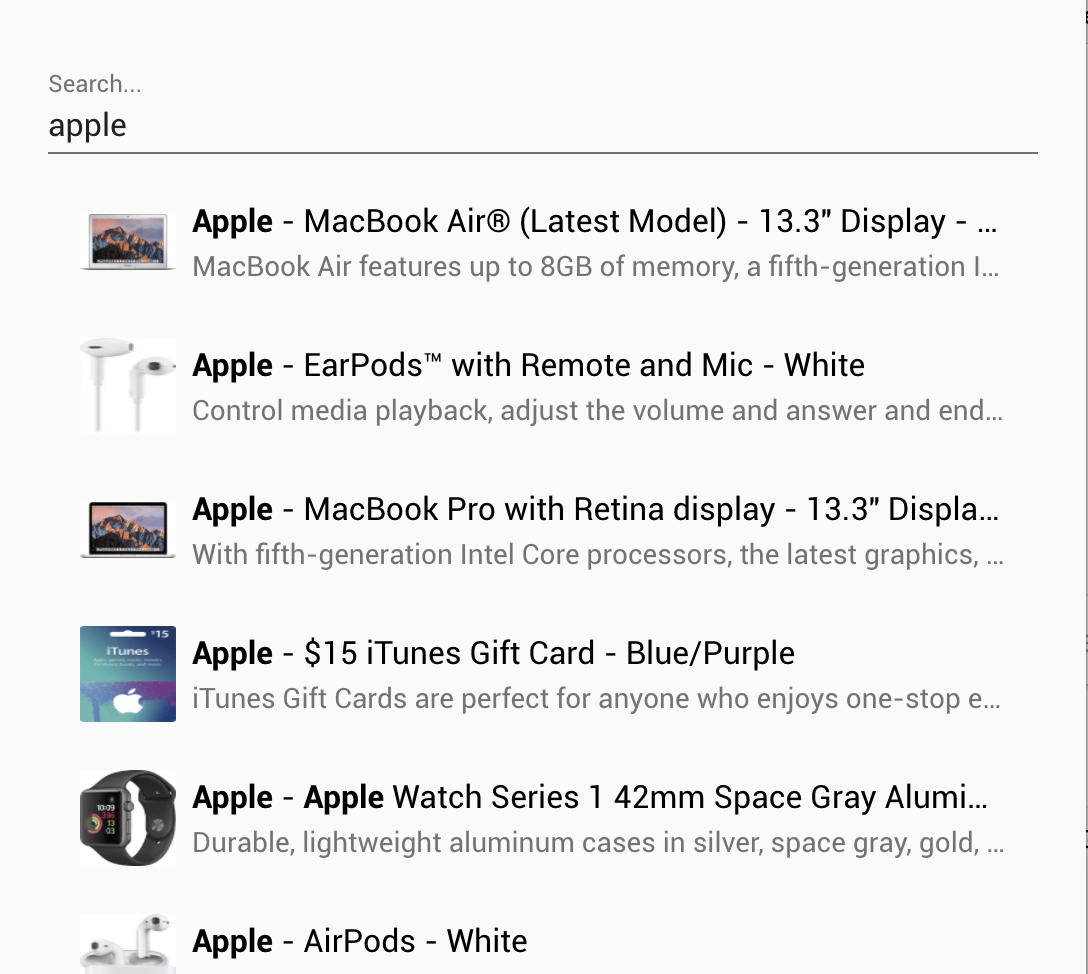 Search...
apple
Apple - MacBook Air® (Latest Model) - 13.3" Display - ...
MacBook Air features up to 8GB of memory, a fifth-generation I...
Apple - EarPods™ with Remote and Mic - White
Control media playback, adjust the volume and answer and end...
Apple - MacBook Pro with Retina display - 13.3" Displa...
With fifth-generation Intel Core processors, the latest graphics, ...
$15
iTunes
Apple - $15 iTunes Gift Card - Blue/Purple
iTunes Gift Cards are perfect for anyone who enjoys one-stop e...
10:09
Apple - Apple Watch Series 1 42mm Space Gray Alumi...
Durable, lightweight aluminum cases in silver, space gray, gold, ...
Apple - AirPods - White